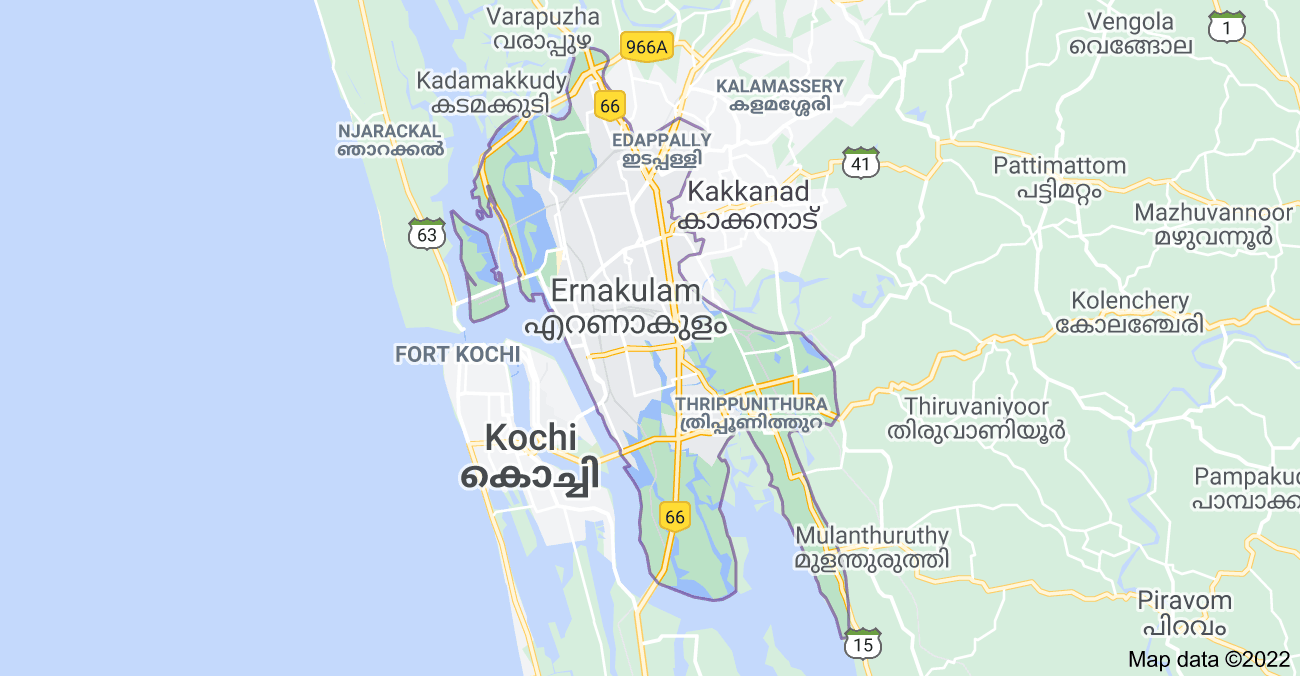 Varapuzha
വരാപ്പുഴ
966A
Vengola
വെങ്ങോല
1
Kadamakkudy
കടമക്കുടി
66
KALAMASSERY
കളമശ്ശേരി
NJARACKAL
ഞാറക്കൽ
EDAPPALLY
ഇടപ്പള്ളി
41
Pattimattom
പട്ടിമറ്റം
Kakkanad
കാക്കനാട്
Mazhuvannoor
മഴുവന്നൂർ
63
Ernakulam
എറണാകുളം
Kolenchery
കോലഞ്ചേരി
FORT KOCHI
THRIPPUNITHURA
ത്രിപ്പൂണിത്തുറ
Thiruvaniyoor
തിരുവാണിയൂർ
Kochi
കൊച്ചി
Pampakuc
പാമ്പാക്ക
66
Mulanthuruthy
മുളന്തുരുത്തി
Piravom
പിറവം
15
Map data ©2022